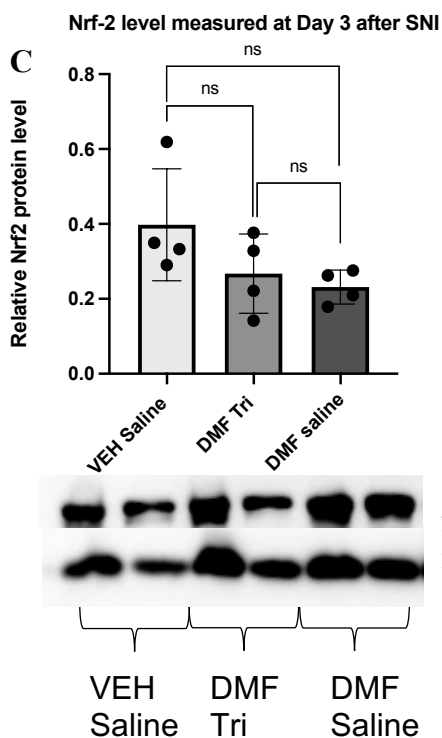 Nrf-2 level measured at Day 3 after SNI
C
Relative Nrf2 protein level
0.8
0.6
0.4
0.2
0.0
ns
ns
ns
VEH Saline
DMF Tri
DMF saline
VEH
Saline
DMF
Tri
DMF
Saline